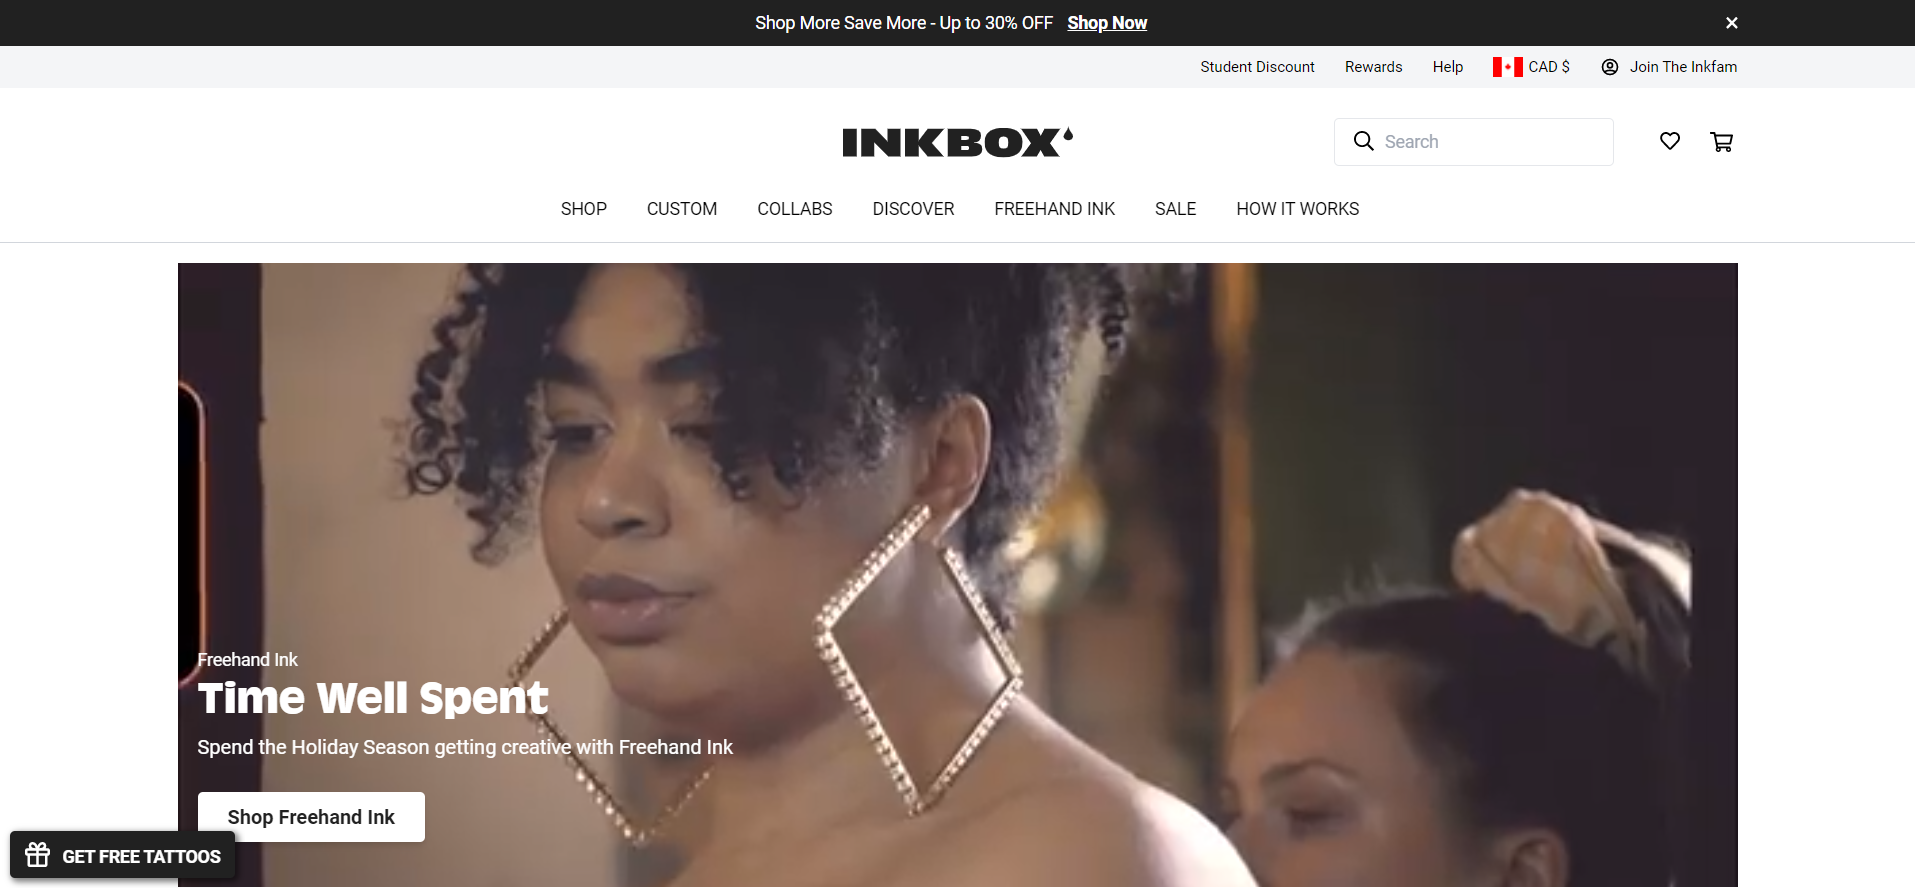 Shop More Save More - Up to 30% OFF Shop Now
Student Discount Rewards Help CAD $ Join The Inkfam
INKBOX
Search
SHOP CUSTOM COLLABS DISCOVER FREEHAND INK SALE HOW IT WORKS
Freehand Ink
Time Well Spent
Spend the Holiday Season getting creative with Freehand Ink
Shop Freehand Ink
GET FREE TATTOOS